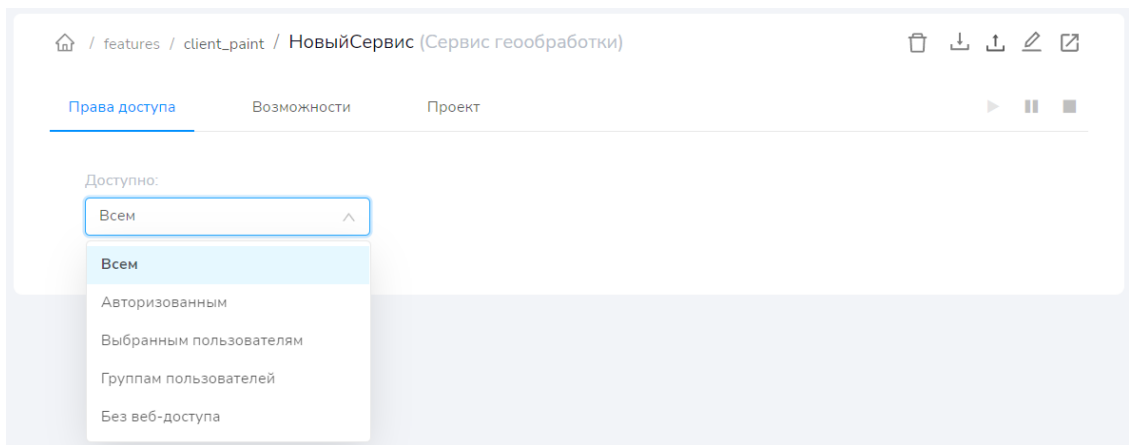 / features / client_paint / НовыйСервис (Сервис геообработки)
Права доступа Возможности Проект
Доступно:
Всем
Всем
Авторизованным
Выбранным пользователям
Группам пользователей
Без веб-доступа